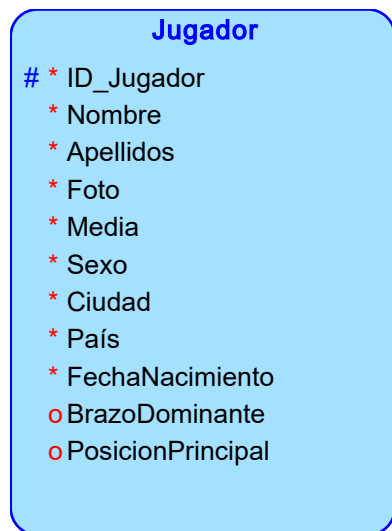 Jugador
# * ID_Jugador
* Nombre
* Apellidos
* Foto
* Media
* Sexo
* Ciudad
* País
* FechaNacimiento
o BrazoDominante
o PosicionPrincipal